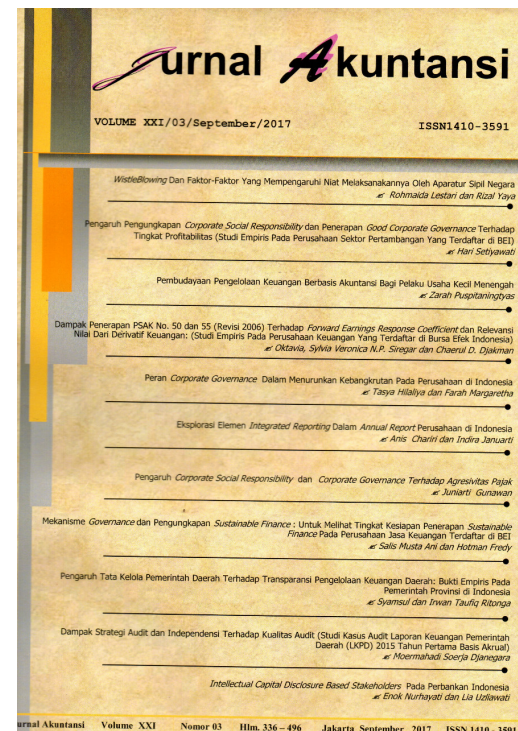 Jurnal Akuntansi
VOLUME XXI/03/September/2017 ISSN1410-3591
WistleBlowing Dan Faktor-Faktor Yang Mempengaruhi Niat Melaksanakannya Oleh Aparatur Sipil Negara
Rohmaida Lestari dan Rizal Yaya
Pengaruh Pengungkapan Corporate Social Responsibility dan Penerapan Good Corporate Governance Terhadap
Tingkat Profitabilitas (Studi Empiris Pada Perusahaan Sektor Pertambangan Yang Terdaftar di BEI)
Hari Setiyawati
Pembudayaan Pengelolaan Keuangan Berbasis Akuntansi Bagi Pelaku Usaha Kecil Menengah
Zarah Puspitaningtyas
Dampak Penerapan PSAK No. 50 dan 55 (Revisi 2006) Terhadap Forward Earnings Response Coefficient dan Relevansi
Nilai Dari Derivatif Keuangan: (Studi Empiris Pada Perusahaan Keuangan Yang Terdaftar di Bursa Efek Indonesia)
Oktavia, Sylvia Veronica N.P. Siregar dan Chaerul D. Djakman
Peran Corporate Governance Dalam Menurunkan Kebangkrutan Pada Perusahaan di Indonesia
Tasya Hilaliya dan Farah Margaretha
Eksplorasi Elemen Integrated Reporting Dalam Annual Report Perusahaan di Indonesia
Anis Chariri dan Indira Januarti
Pengaruh Corporate Social Responsibility dan Corporate Governance Terhadap Agresivitas Pajak
Juniarti Gunawan
Mekanisme Governance dan Pengungkapan Sustainable Finance : Untuk Melihat Tingkat Kesiapan Penerapan Sustainable
Finance Pada Perusahaan Jasa Keuangan Terdaftar di BEI
Salis Musta Ani dan Hotman Fredy
Pengaruh Tata Kelola Pemerintah Daerah Terhadap Transparansi Pengelolaan Keuangan Daerah: Bukti Empiris Pada
Pemerintah Provinsi di Indonesia
Syamsul dan Irwan Taufiq Ritonga
Dampak Strategi Audit dan Independensi Terhadap Kualitas Audit (Studi Kasus Audit Laporan Keuangan Pemerintah
Daerah (LKPD) 2015 Tahun Pertama Basis Akrual)
Moermahadi Soerja Djanegara
Intellectual Capital Disclosure Based Stakeholders Pada Perbankan Indonesia
Enok Nurhayati dan Lia Uzliawati
urnal Akuntansi Volume XXI Nomor 03 Hlm. 336 – 496 Jakarta September 2017 ISSN 1410 - 3591